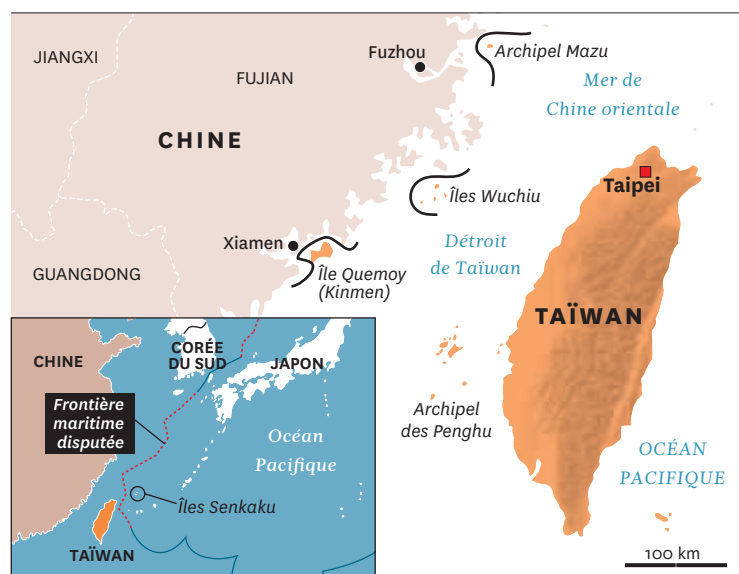 JIANGXI
FUJIAN
Fuzhou
Archipel Mazu
Mer de
Chine orientale
CHINE
Taipei
Îles Wuchiu
Xiamen
Détroit
de Taïwan
Île Quemoy
(Kinmen)
GUANGDONG
TAÏWAN
Archipel
des Penghu
OCÉAN
PACIFIQUE
100 km
CHINE
CORÉE
DU SUD
JAPON
Frontière
maritime
disputée
Océan
Pacifique
Îles Senkaku
TAÏWAN